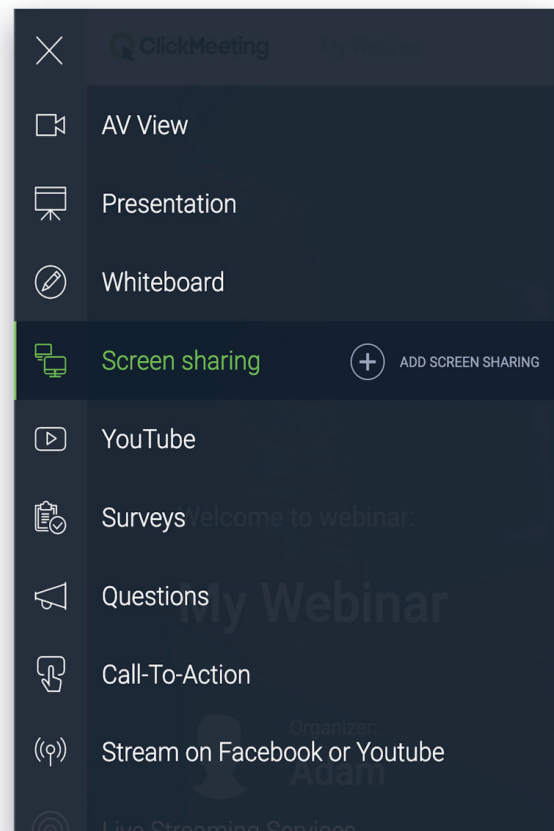 ClickMeeting My Webinar
AV View
Presentation
Whiteboard
Screen sharing ADD SCREEN SHARING
YouTube
Surveys
Welcome to webinar:
Questions
My Webinar
Call-To-Action
Organizer:
Stream on Facebook or Youtube
Adam
Live Streaming Services